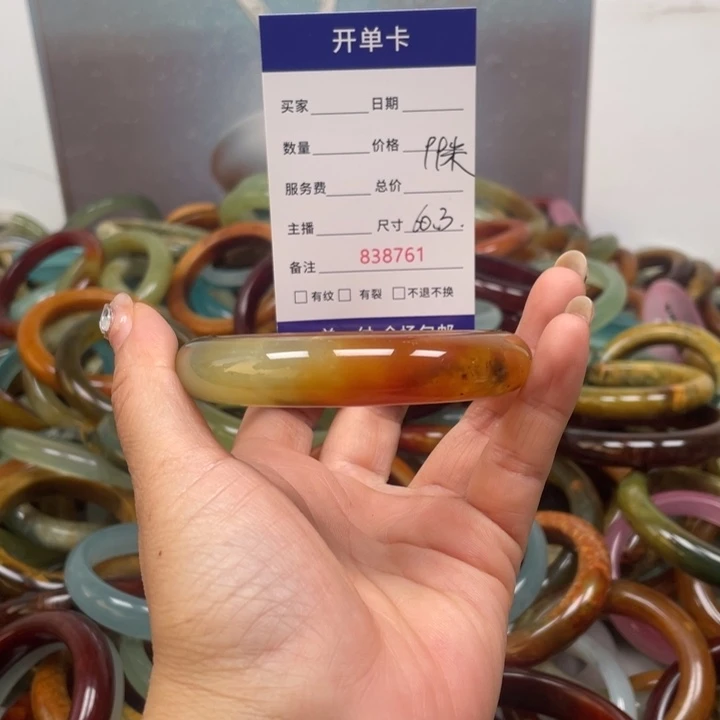 开单卡
买家 日期
数量 价格 99米
服务费 总价
主播 尺寸 60.3.
838761
备注
□有纹□ 有裂 □不退不换